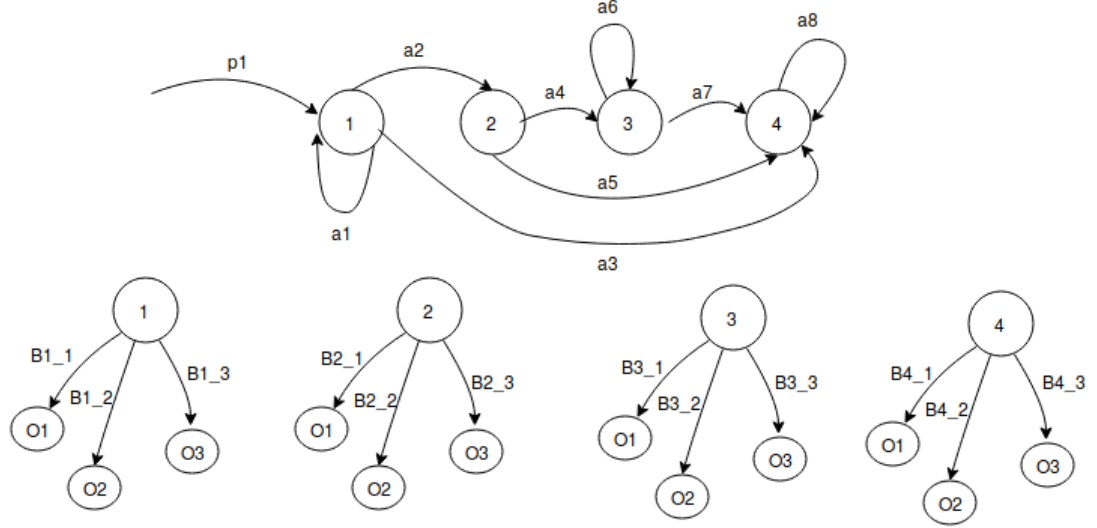 a6
a8
p1
a2
a4
a7
1
2
3
4
a5
a1
a3
1
2
3
4
B1_1
B1_2
B1_3
B2_1
B2_2
B2_3
B3_1
B3_2
B3_3
B4_1
B4_2
B4_3
O1
O2
O3
O1
O2
O3
O1
O2
O3
O1
O2
O3